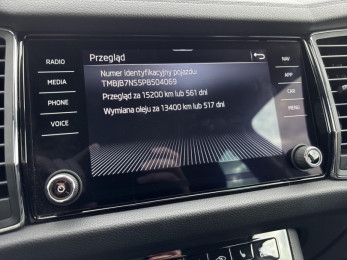 Przegląd
RADIO
MEDIA
PHONE
VOICE
Numer identyfikacyjny pojazdu:
TMBJB7NS5P8504069
Przegląd za 15200 km lub 561 dni
Wymiana oleju za 13400 km lub 517 dni
NAV
APP
CAR
MENU